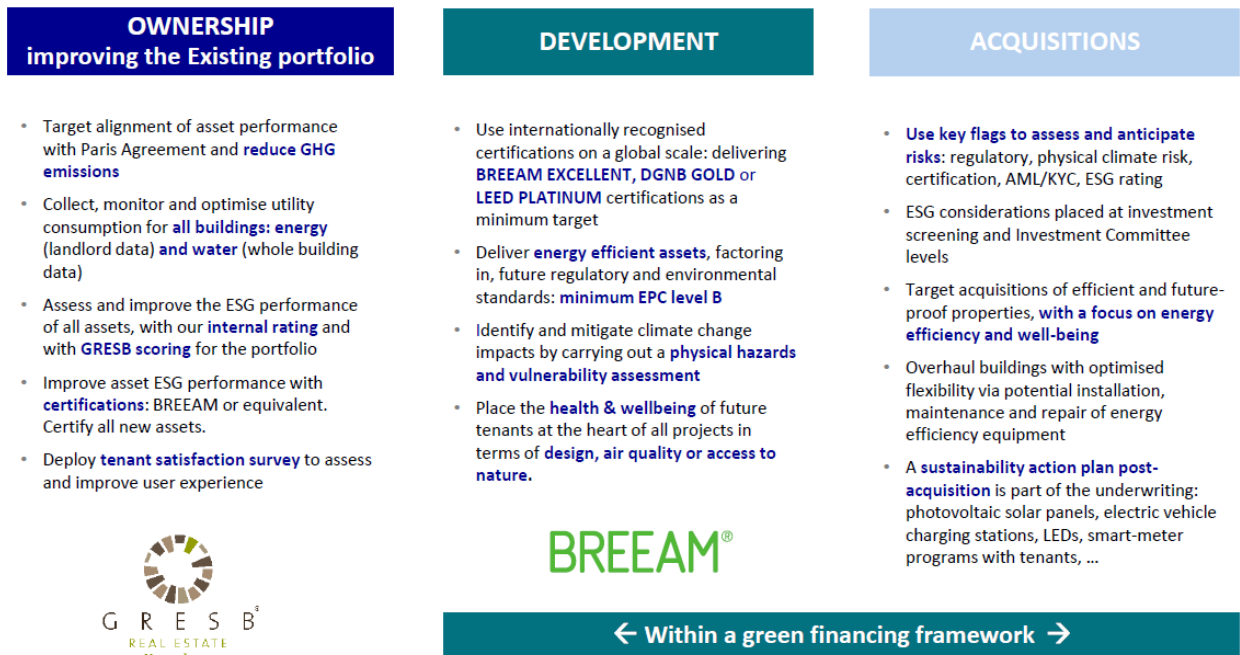 OWNERSHIP
improving the Existing portfolio
• Target alignment of asset performance
with Paris Agreement and reduce GHG
emissions
• Collect, monitor and optimise utility
consumption for all buildings: energy
(landlord data) and water (whole building
data)
• Assess and improve the ESG performance
of all assets, with our internal rating and
with GRESB scoring for the portfolio
• Improve asset ESG performance with
certifications: BREEAM or equivalent.
Certify all new assets.
• Deploy tenant satisfaction survey to assess
and improve user experience
G R E S B®
REAL ESTATE
DEVELOPMENT
• Use internationally recognised
certifications on a global scale: delivering
BREEAM EXCELLENT, DGNB GOLD or
LEED PLATINUM certifications as a
minimum target
• Deliver energy efficient assets, factoring
in, future regulatory and environmental
standards: minimum EPC level B
• Identify and mitigate climate change
impacts by carrying out a physical hazards
and vulnerability assessment
• Place the health & wellbeing of future
tenants at the heart of all projects in
terms of design, air quality or access to
nature.
BREEAM®
ACQUISITIONS
• Use key flags to assess and anticipate
risks: regulatory, physical climate risk,
certification, AML/KYC, ESG rating
• ESG considerations placed at investment
screening and Investment Committee
levels
• Target acquisitions of efficient and future-
proof properties, with a focus on energy
efficiency and well-being
• Overhaul buildings with optimised
flexibility via potential installation,
maintenance and repair of energy
efficiency equipment
• A sustainability action plan post-
acquisition is part of the underwriting:
photovoltaic solar panels, electric vehicle
charging stations, LEDs, smart-meter
programs with tenants, …
← Within a green financing framework →